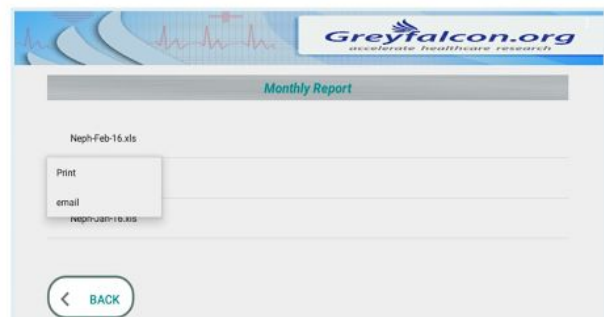 Greyfalcon.org
accelerate healthcare research
Monthly Report
Neph-Feb-16.xls
Print
email
Neph-Jan-16.xls
BACK